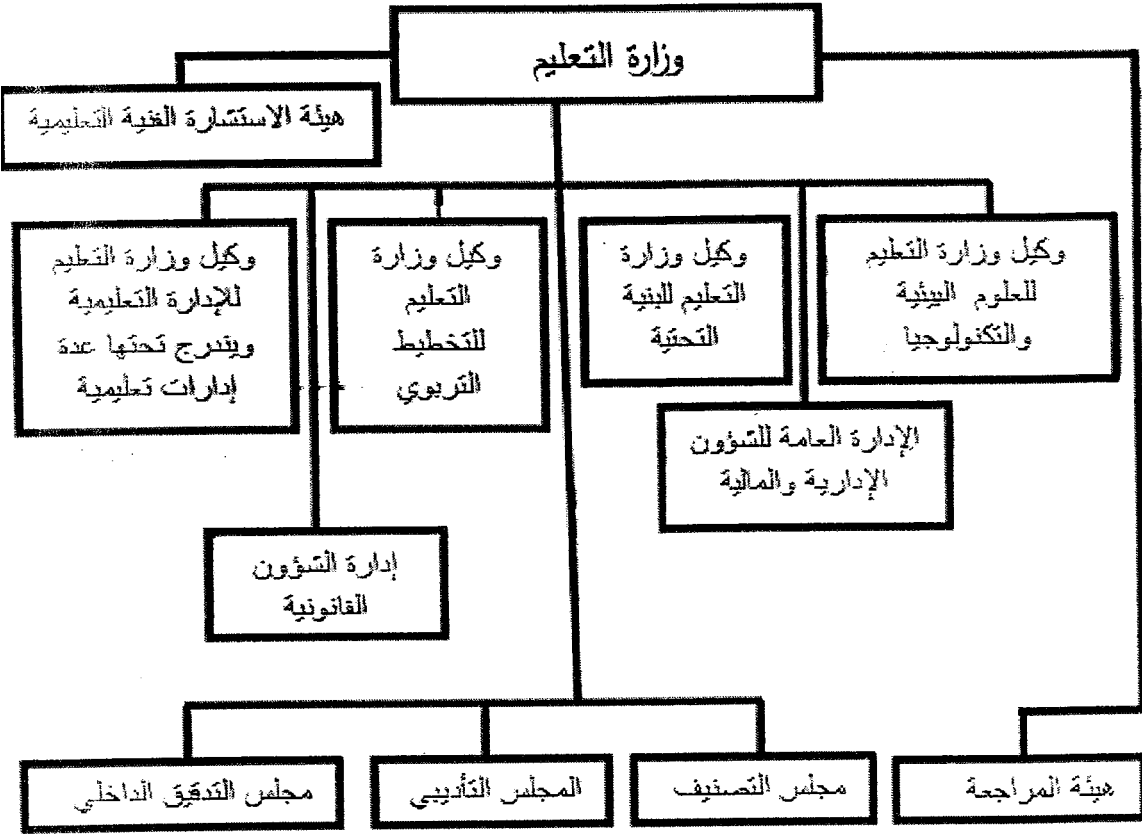 وزارة التعليم
هيئة الاستشارة الفنية التعليمية
وكيل وزارة التعليم
للعلوم البيئية
والتكنولوجيا
وكيل وزارة
التعليم للبنية
التحتية
وكيل وزارة
التعليم
للتخطيط
التربوي
وكيل وزارة التعليم
للإدارة التعليمية
ويندرج تحتها عدة
إدارات تعليمية
الإدارة العامة للشؤون
الإدارية والمالية
إدارة الشؤون
القانونية
هيئة المراجعة
مجلس التصنيف
المجلس التأديبي
مجلس التدقيق الداخلي